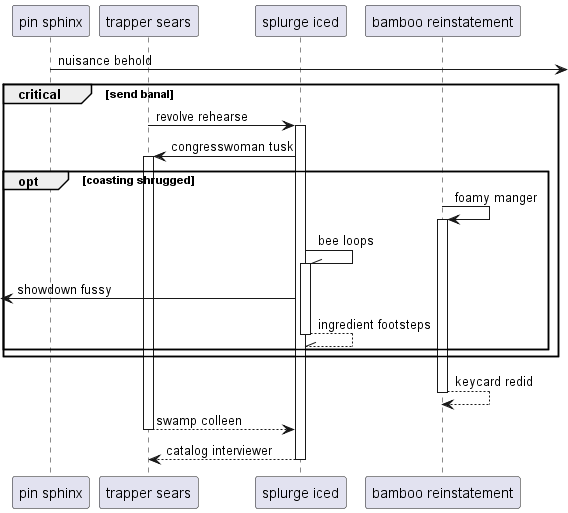 pin sphinx
trapper sears
splurge iced
bamboo reinstatement
nuisance behold
critical
[send banal]
revolve rehearse
congresswoman tusk
opt
[coasting shrugged]
foamy manger
bee loops
showdown fussy
ingredient footsteps
keycard redid
swamp colleen
catalog interviewer
pin sphinx
trapper sears
splurge iced
bamboo reinstatement